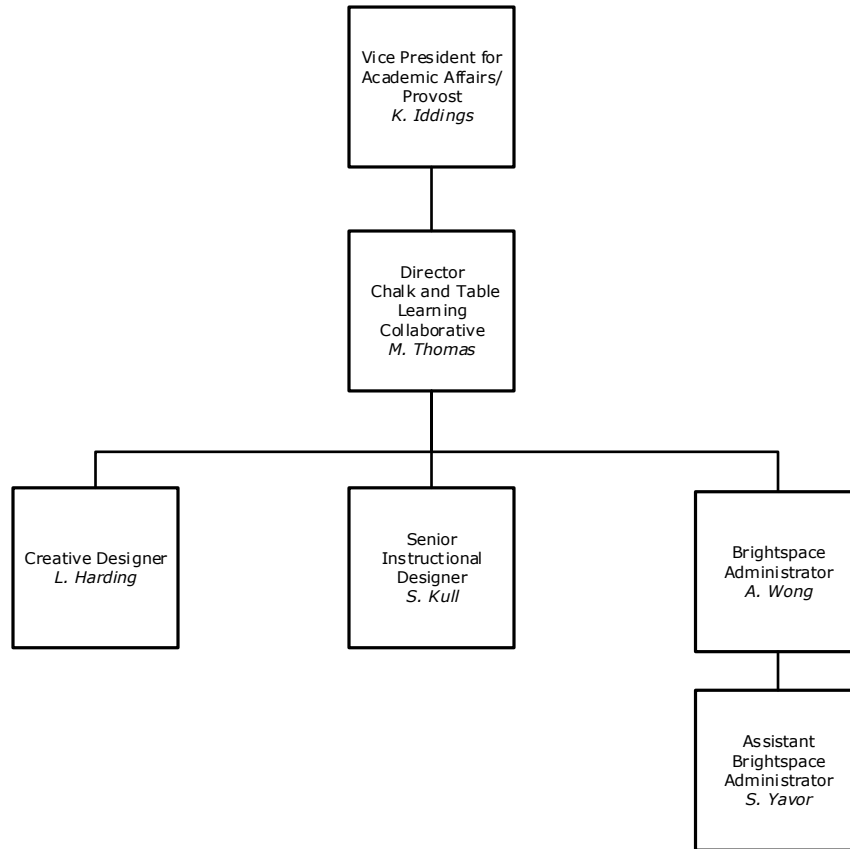 Vice President for
Academic Affairs/
Provost
K. Iddings
Director
Chalk and Table
Learning
Collaborative
M. Thomas
Creative Designer
L. Harding
Senior
Instructional
Designer
S. Kull
Brightspace
Administrator
A. Wong
Assistant
Brightspace
Administrator
S. Yavor